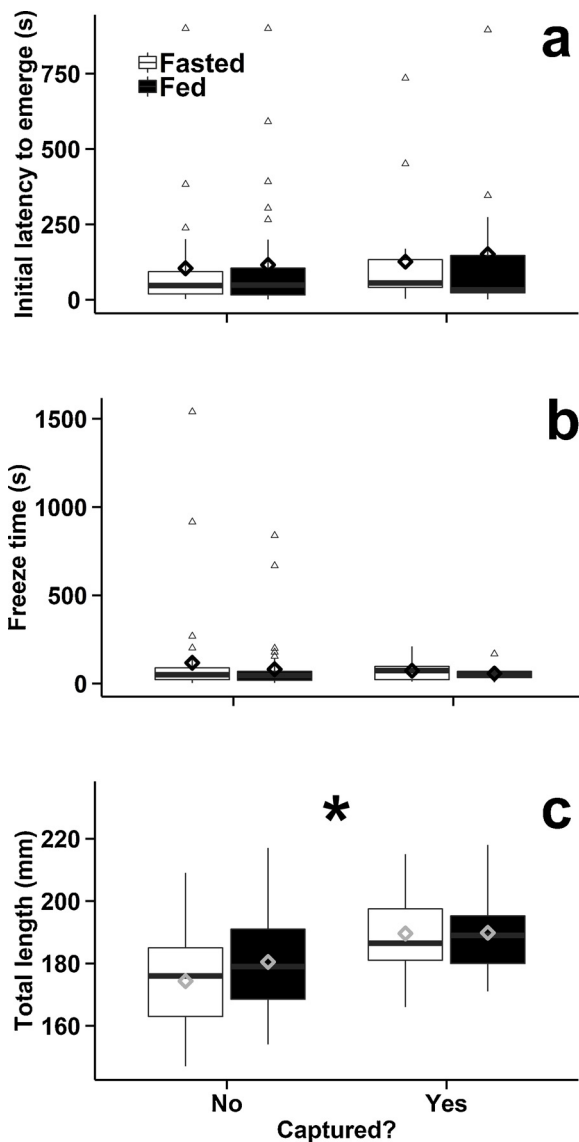 Initial latency to emerge (s)
a
Fasted
Fed
750
500
250
0
Freeze time (s)
b
1500
1000
500
0
Total length (mm)
*
c
220
200
180
160
No
Yes
Captured?